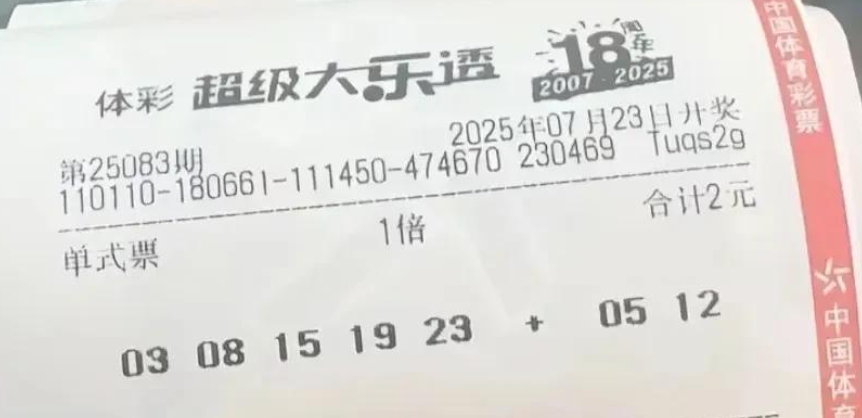 体彩 超级大乐透 18周年
2007-2025
第25083期 2025年07月23日开奖
110110-180661-111450-474670 230469 Tuqs2g
单式票 1倍 合计2元
03 08 15 19 23 + 05 12
中国体育彩票
中国体育